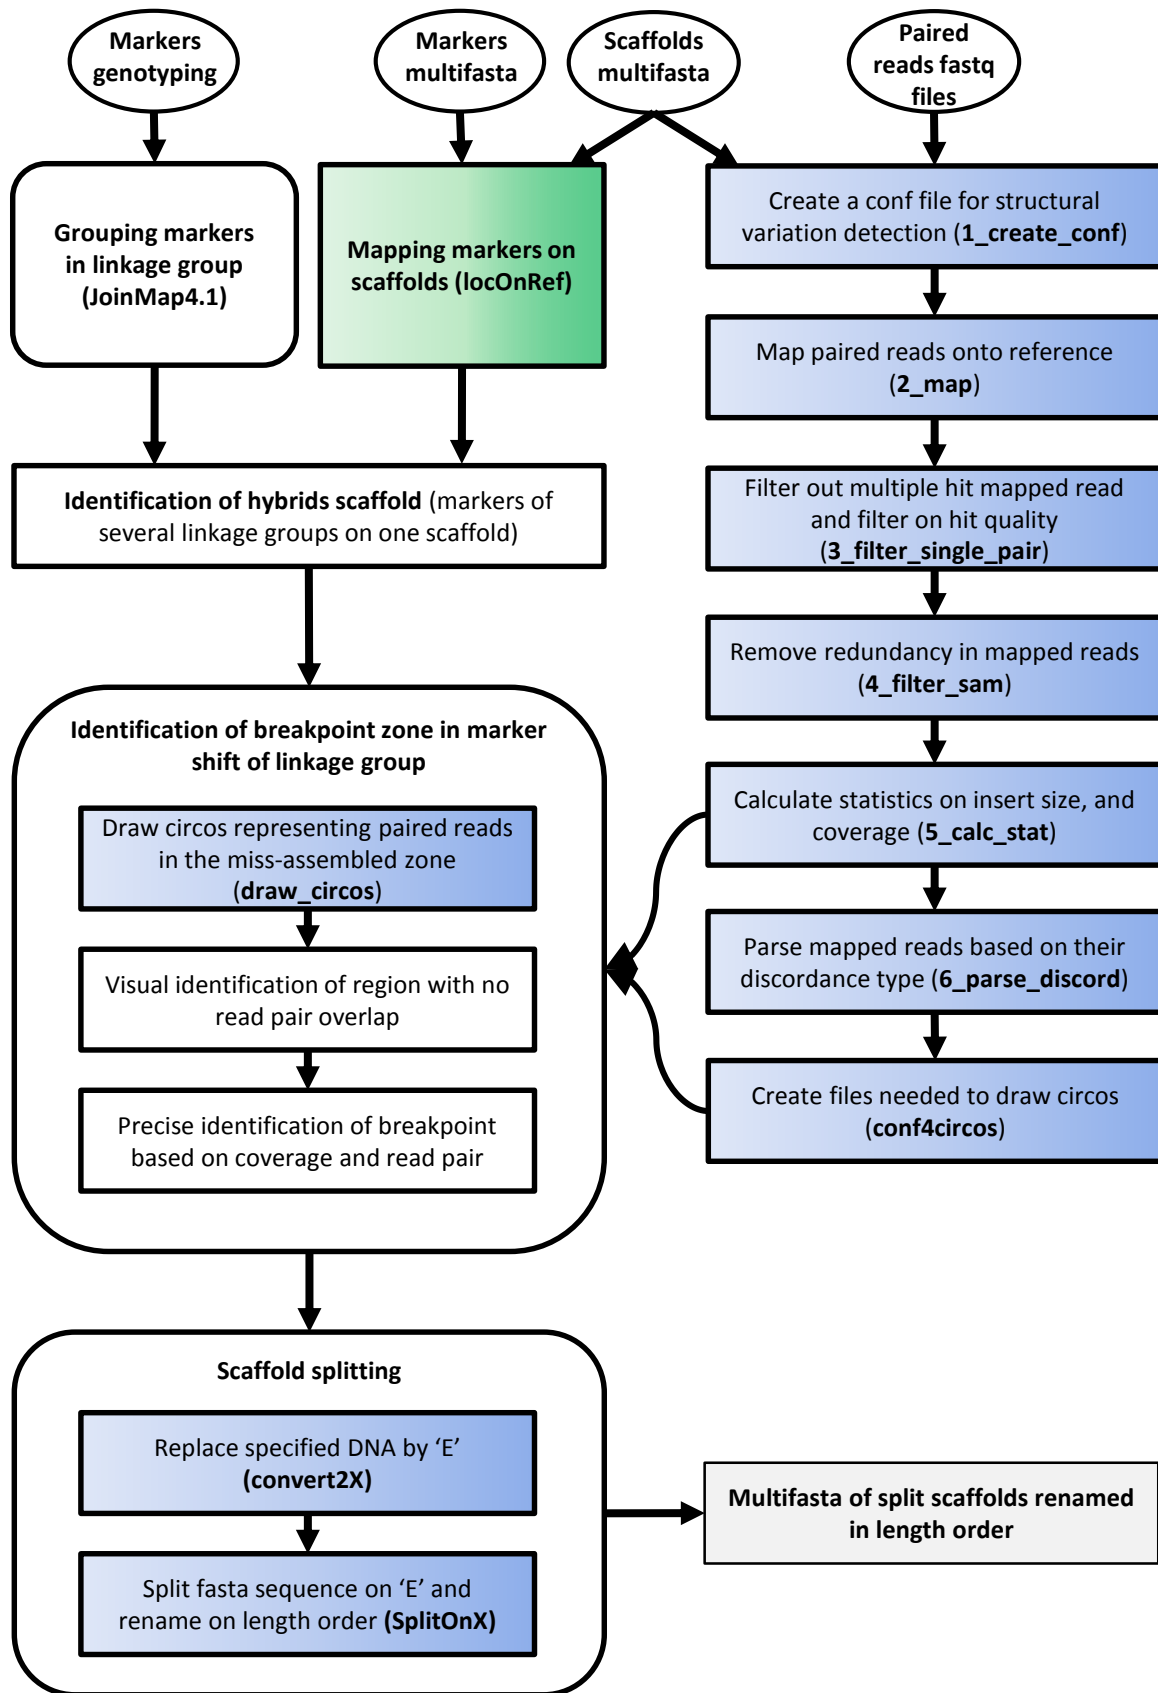 Markers
genotyping
Markers
multifasta
Scaffolds
multifasta
Paired
reads fastq
files
Grouping markers
in linkage group
(JoinMap4.1)
Mapping markers on
scaffolds (locOnRef)
Create a conf file for structural
variation detection (1_create_conf)
Map paired reads onto reference
(2_map)
Identification of hybrids scaffold (markers of
several linkage groups on one scaffold)
Filter out multiple hit mapped read
and filter on hit quality
(3_filter_single_pair)
Remove redundancy in mapped reads
(4_filter_sam)
Identification of breakpoint zone in marker
shift of linkage group
Draw circos representing paired reads
in the miss-assembled zone
(draw_circos)
Visual identification of region with no
read pair overlap
Precise identification of breakpoint
based on coverage and read pair
Calculate statistics on insert size, and
coverage (5_calc_stat)
Parse mapped reads based on their
discordance type (6_parse_discord)
Create files needed to draw circos
(conf4circos)
Scaffold splitting
Replace specified DNA by ‘E’
(convert2X)
Split fasta sequence on ‘E’ and
rename on length order (SplitOnX)
Multifasta of split scaffolds renamed
in length order